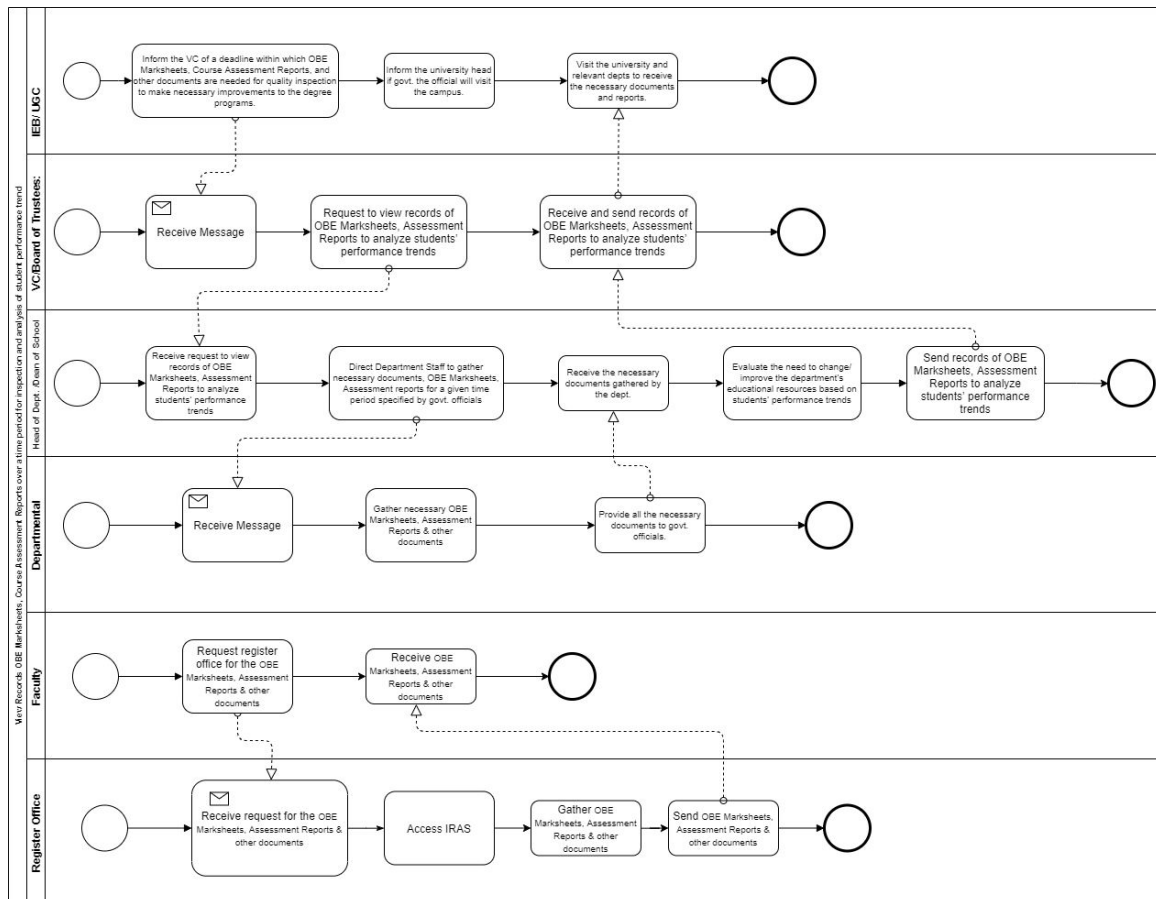 View Records OBE Marksheets, Course Assessment Reports over a time period for inspection and analysis of student performance trend
IEB/ UGC
Inform the VC of a deadline within which OBE
Marksheets, Course Assessment Reports, and
other documents are needed for quality inspection
to make necessary improvements to the degree
programs.
Inform the university head
if govt. the official will visit
the campus.
Visit the university and
relevant depts to receive
the necessary documents
and reports.
VC/Board of Trustees:
Receive Message
Request to view records of
OBE Marksheets, Assessment
Reports to analyze students'
performance trends
Receive and send records of
OBE Marksheets, Assessment
Reports to analyze students'
performance trends
Head of Dept. /Dean of School
Receive request to view
records of OBE
Marksheets, Assessment
Reports to analyze
students' performance
trends
Direct Department Staff to gather
necessary documents, OBE Marksheets,
Assessment reports for a given time
period specified by govt. officials
Receive the necessary
documents gathered by
the dept.
Evaluate the need to change/
improve the department's
educational resources based on
students' performance trends
Send records of OBE
Marksheets, Assessment
Reports to analyze
students' performance
trends
Departmental
Receive Message
Gather necessary OBE
Marksheets, Assessment
Reports & other
documents
Provide all the necessary
documents to govt.
officials.
Faculty
Request register
office for the OBE
Marksheets, Assessment
Reports & other
documents
Receive OBE
Marksheets, Assessment
Reports & other
documents
Register Office
Receive request for the OBE
Marksheets, Assessment Reports &
other documents
Access IRAS
Gather OBE
Marksheets, Assessment
Reports & other
documents
Send OBE Marksheets,
Assessment Reports &
other documents